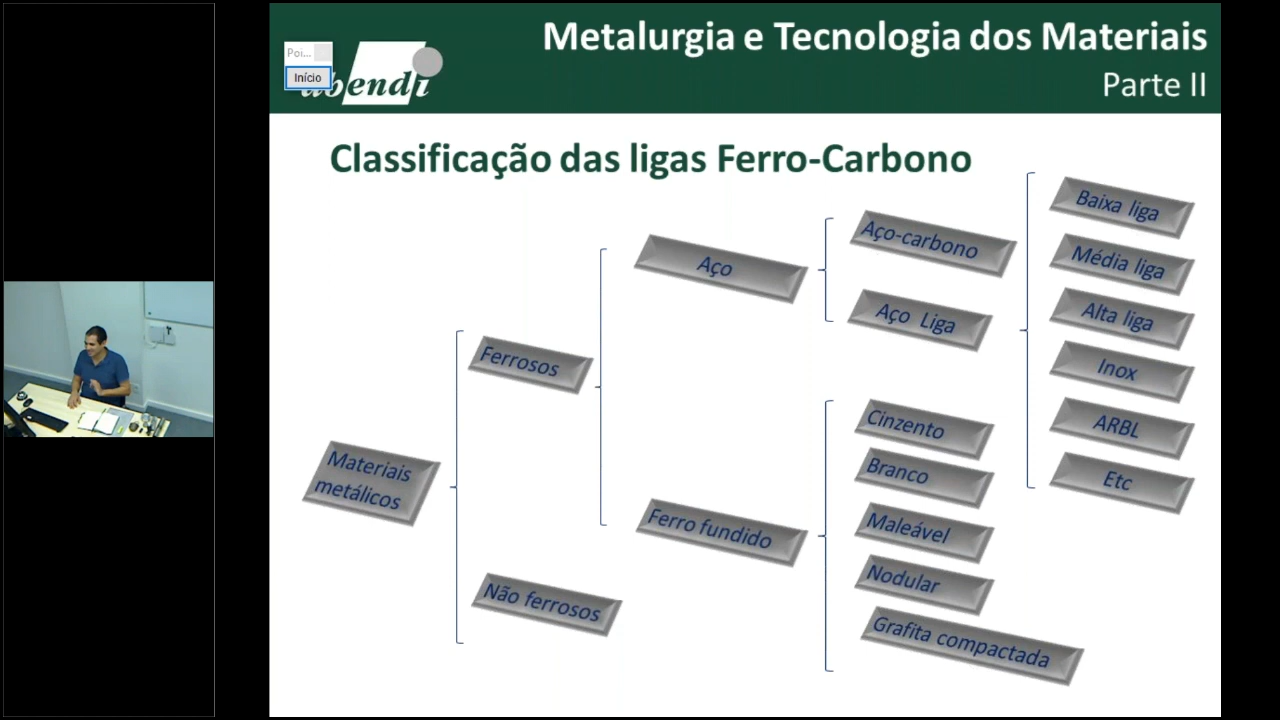 Metalurgia e Tecnologia dos Materiais
Parte II
Poi...
Início
abendi
Classificação das ligas Ferro-Carbono
Materiais
metálicos
Ferrosos
Não ferrosos
Aço
Ferro fundido
Aço-carbono
Aço Liga
Cinzento
Branco
Maleável
Nodular
Grafita compactada
Baixa liga
Média liga
Alta liga
Inox
ARBL
Etc